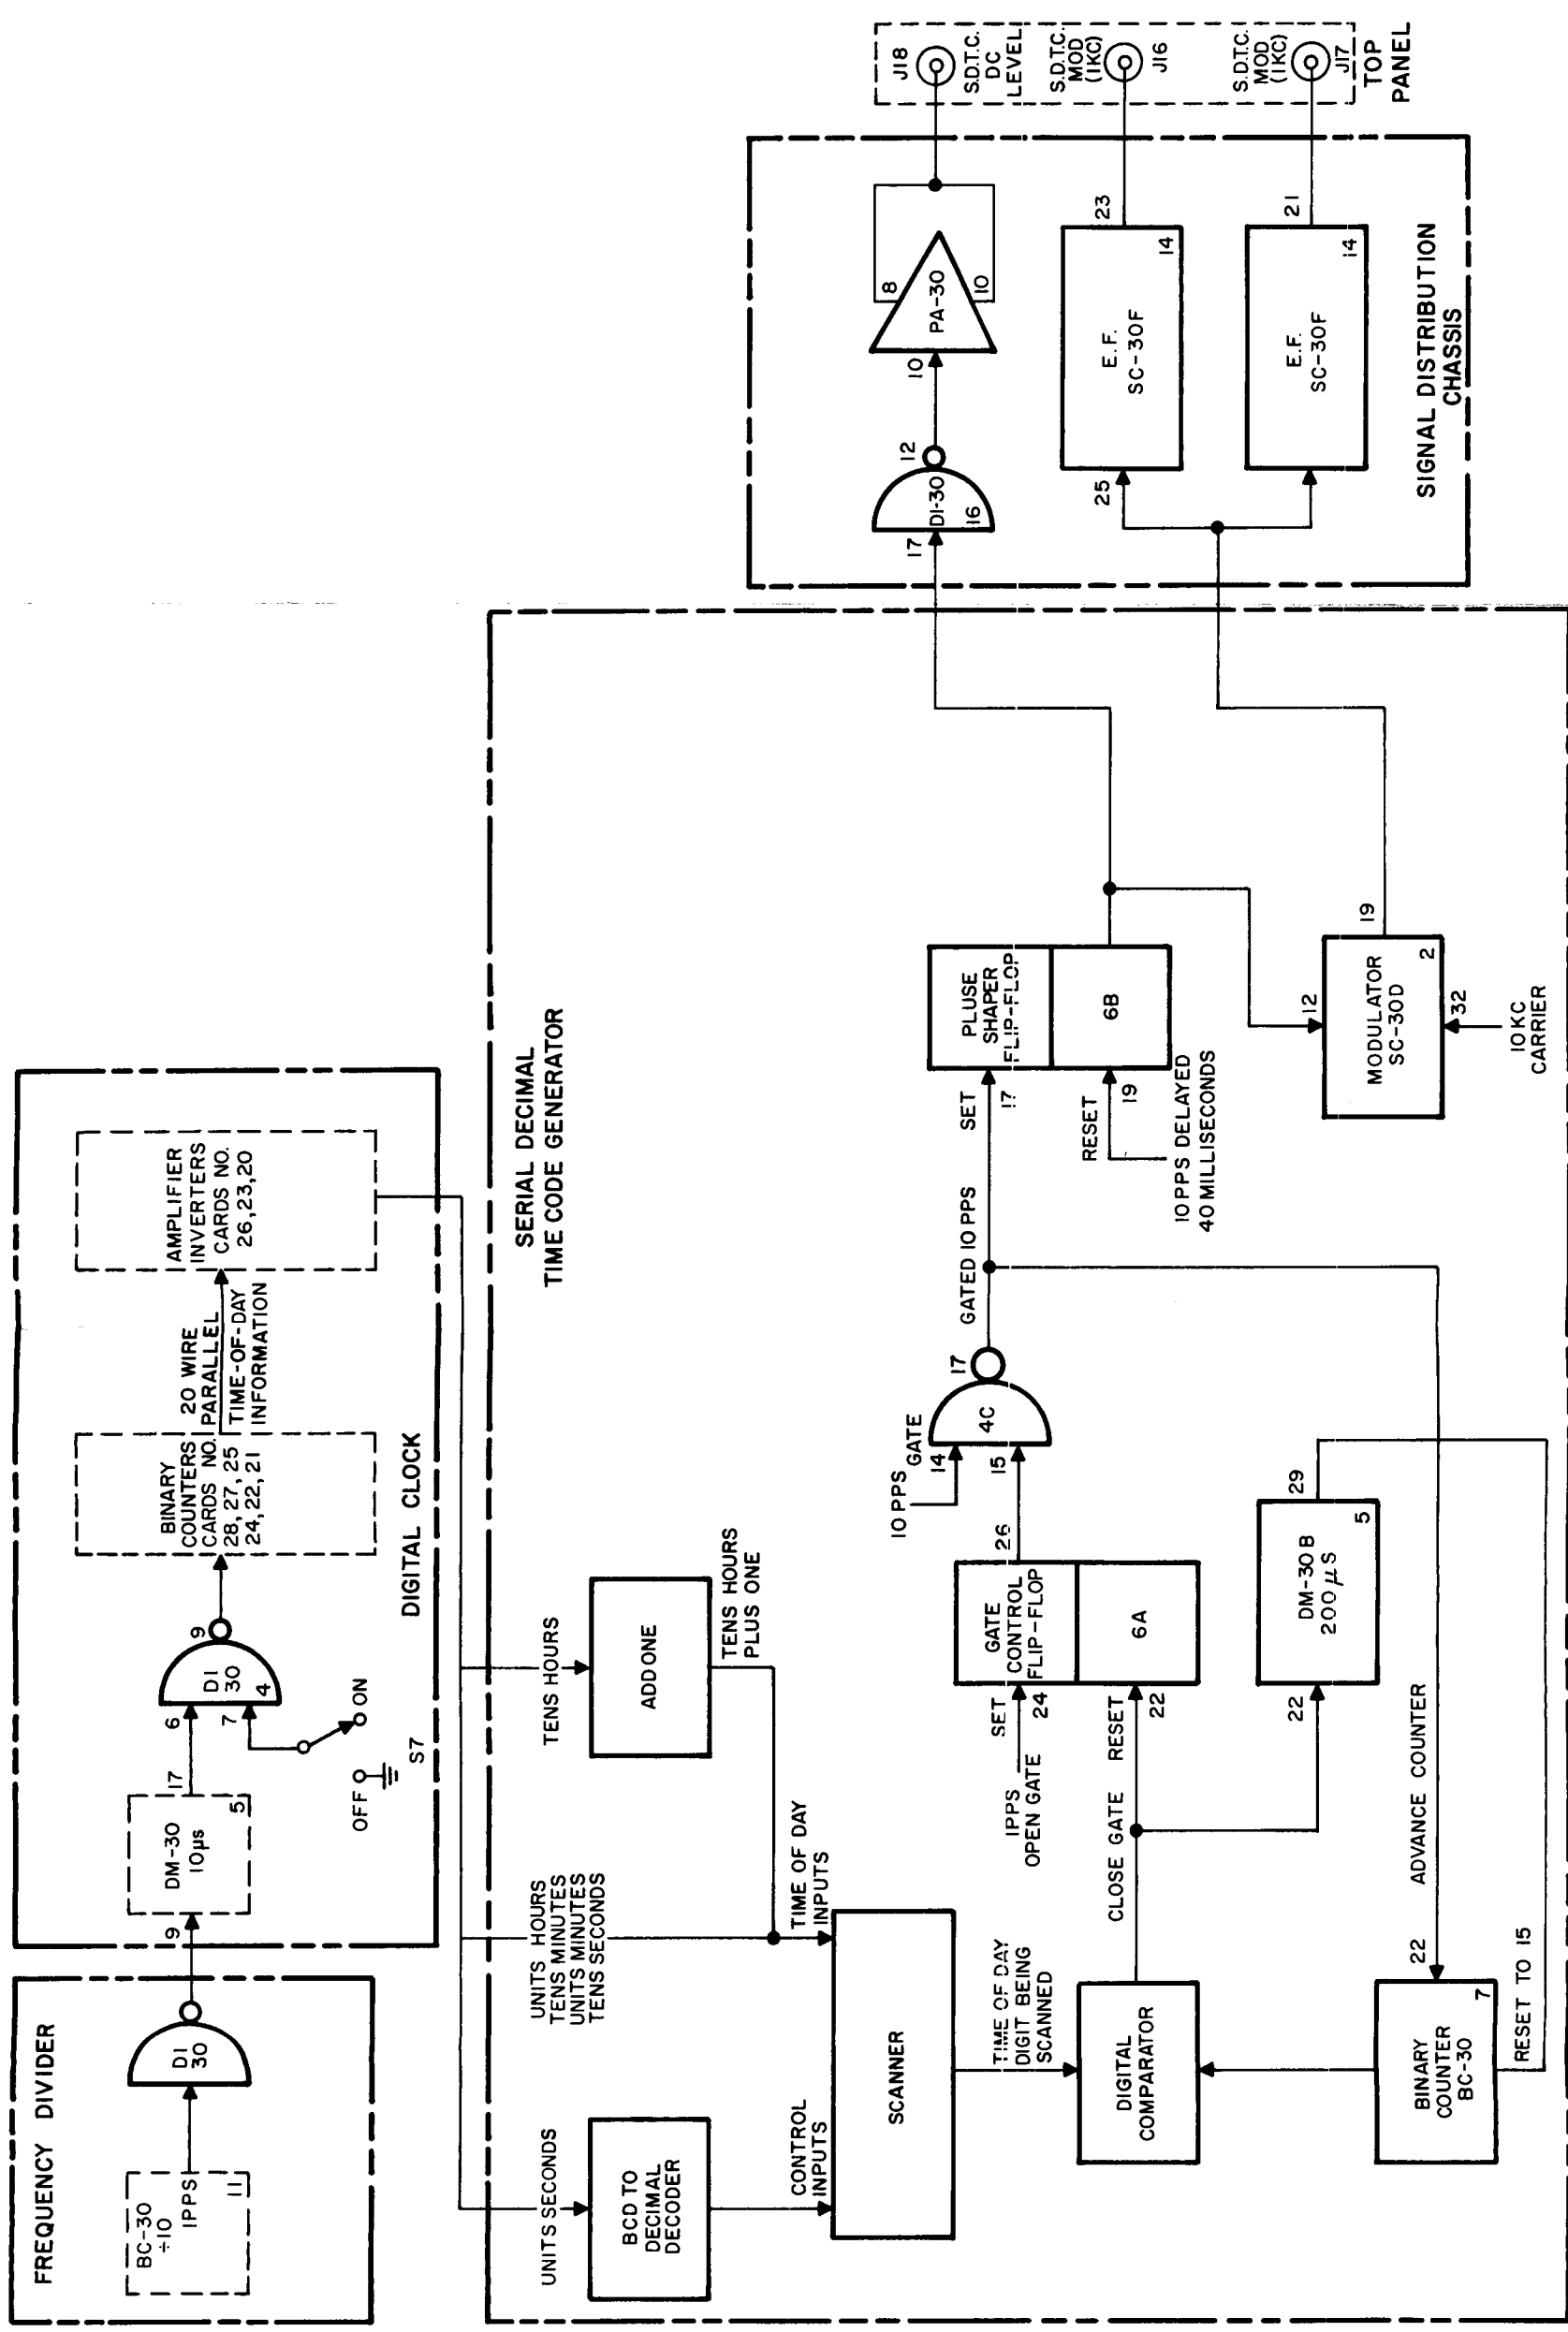 FREQUENCY DIVIDER
BC-30
÷10
1PPS
11
DI
30
9
DM-30
10µs
5
17
6
7
DI
30
4
9
OFF
ON
S7
BINARY
COUNTERS
CARDS NO.
28, 27, 25
24, 22, 21
20 WIRE
PARALLEL
TIME-OF-DAY
INFORMATION
AMPLIFIER
INVERTERS
CARDS NO.
26,23,20
DIGITAL CLOCK
SERIAL DECIMAL
TIME CODE GENERATOR
UNITS SECONDS
BCD TO
DECIMAL
DECODER
CONTROL
INPUTS
UNITS HOURS
TENS MINUTES
UNITS MINUTES
TENS SECONDS
TENS HOURS
ADD ONE
TENS HOURS
PLUS ONE
TIME OF DAY
INPUTS
SCANNER
TIME OF DAY
DIGIT BEING
SCANNED
DIGITAL
COMPARATOR
CLOSE GATE
RESET
22
1PPS
OPEN GATE
SET
24
GATE
CONTROL
FLIP-FLOP
6A
26
22
DM-30B
200µS
5
29
BINARY
COUNTER
BC-30
7
22
ADVANCE COUNTER
RESET TO 15
10 PPS
GATE
14
15
4C
17
GATED 10 PPS
SET
17
PLUSE
SHAPER
FLIP-FLOP
6B
RESET
19
10 PPS DELAYED
40 MILLISECONDS
12
MODULATOR
SC-30D
2
19
32
10KC
CARRIER
17
DI-30
16
12
10
PA-30
8
10
25
E.F.
SC-30F
14
23
E.F.
SC-30F
14
21
SIGNAL DISTRIBUTION
CHASSIS
J18
S.D.T.C.
DC
LEVEL
S.D.T.C.
MOD
(1KC)
J16
S.D.T.C.
MOD
(1KC)
J17
TOP
PANEL